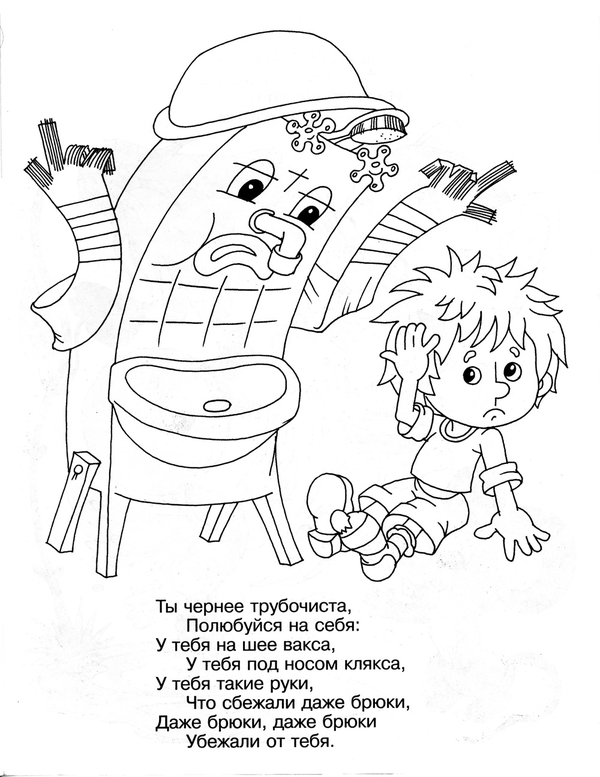 Ты чернее трубочиста,
Полюбуйся на себя:
У тебя на шее вакса,
У тебя под носом клякса,
У тебя такие руки,
Что сбежали даже брюки,
Даже брюки, даже брюки
Убежали от тебя.